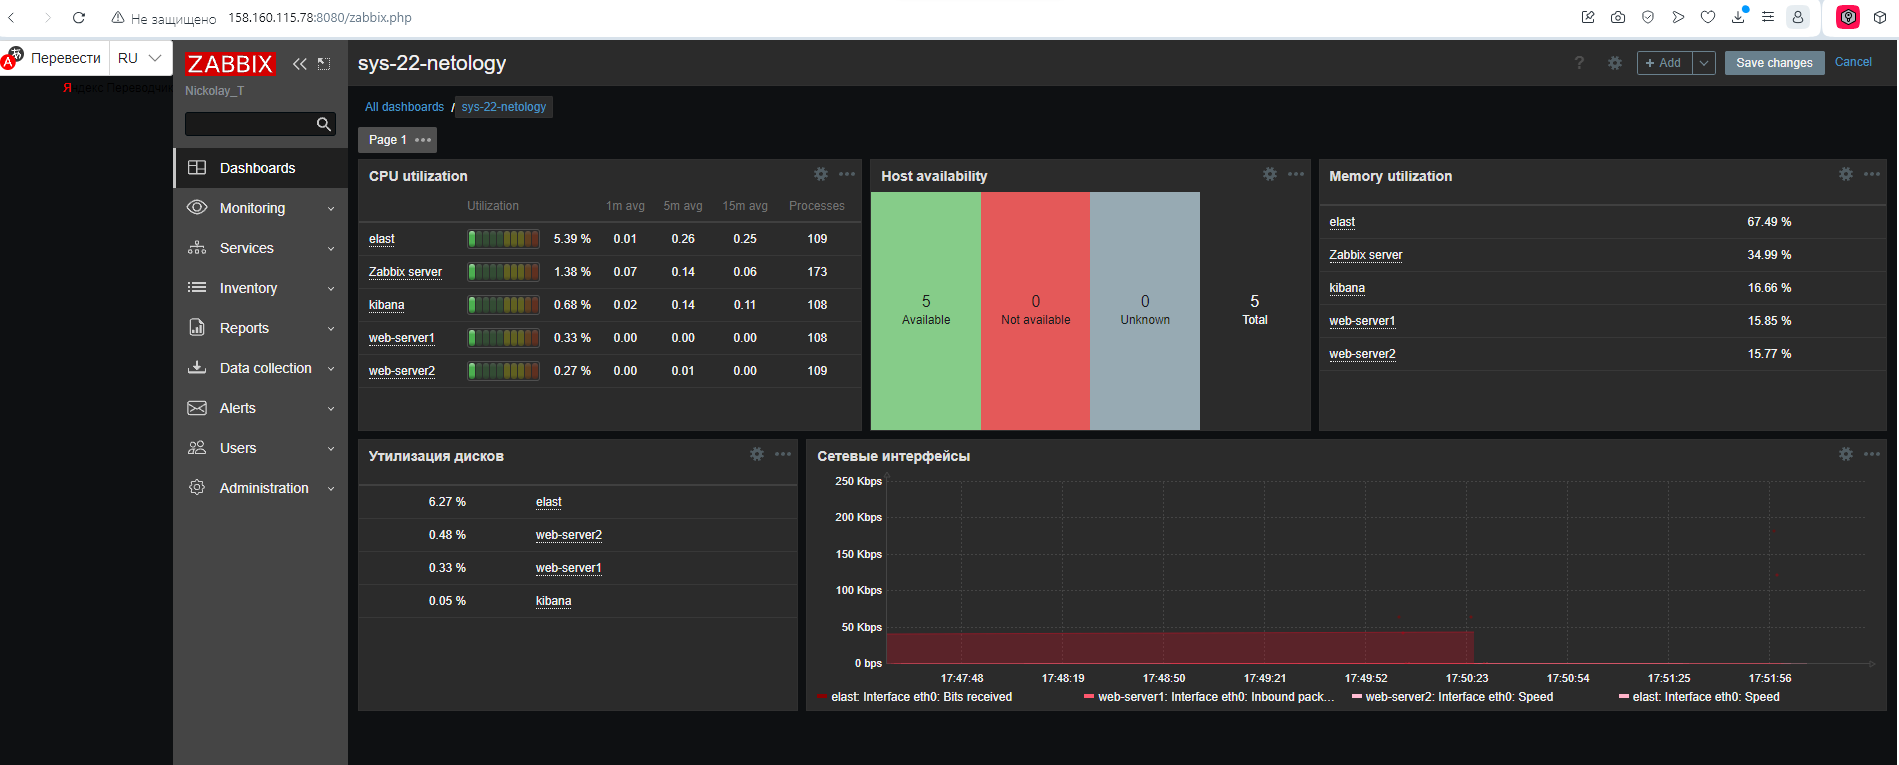 Не защищено 158.160.115.78:8080/zabbix.php
Перевести RU
Яндекс Переводчик
ZABBIX
Nickolay_T
Dashboards
Monitoring
Services
Inventory
Reports
Data collection
Alerts
Users
Administration
sys-22-netology
? + Add Save changes Cancel
All dashboards / sys-22-netology
Page 1
CPU utilization
Utilization 1m avg 5m avg 15m avg Processes
elast 5.39 % 0.01 0.26 0.25 109
Zabbix server 1.38 % 0.07 0.14 0.06 173
kibana 0.68 % 0.02 0.14 0.11 108
web-server1 0.33 % 0.00 0.00 0.00 108
web-server2 0.27 % 0.00 0.01 0.00 109
Host availability
5 0 0 5
Available Not available Unknown Total
Memory utilization
elast 67.49 %
Zabbix server 34.99 %
kibana 16.66 %
web-server1 15.85 %
web-server2 15.77 %
Утилизация дисков
6.27 % elast
0.48 % web-server2
0.33 % web-server1
0.05 % kibana
Сетевые интерфейсы
250 Kbps
200 Kbps
150 Kbps
100 Kbps
50 Kbps
0 bps
17:47:48 17:48:19 17:48:50 17:49:21 17:49:52 17:50:23 17:50:54 17:51:25 17:51:56
elast: Interface eth0: Bits received web-server1: Interface eth0: Inbound pack... web-server2: Interface eth0: Speed elast: Interface eth0: Speed